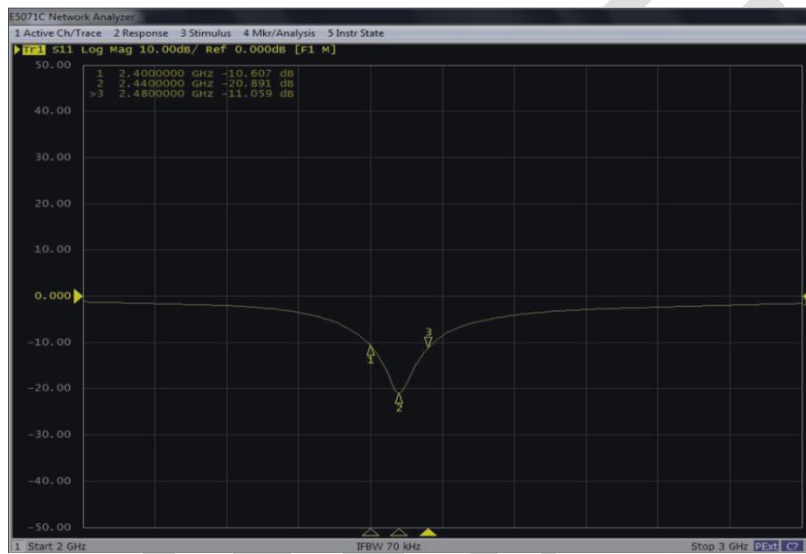 E5071C Network Analyzer
1 Active Ch/Trace 2 Response 3 Stimulus 4 Mkr/Analysis 5 Instr State
Tr1 S11 Log Mag 10.00dB/ Ref 0.000dB [F1 M]
50.00
1 2.4000000 GHz -10.607 dB
2 2.4400000 GHz -20.891 dB
>3 2.4800000 GHz -11.059 dB
40.00
30.00
20.00
10.00
0.000
-10.00
3
1
-20.00
2
-30.00
-40.00
-50.00
1 Start 2 GHz IFBW 70 kHz Stop 3 GHz PExt C?